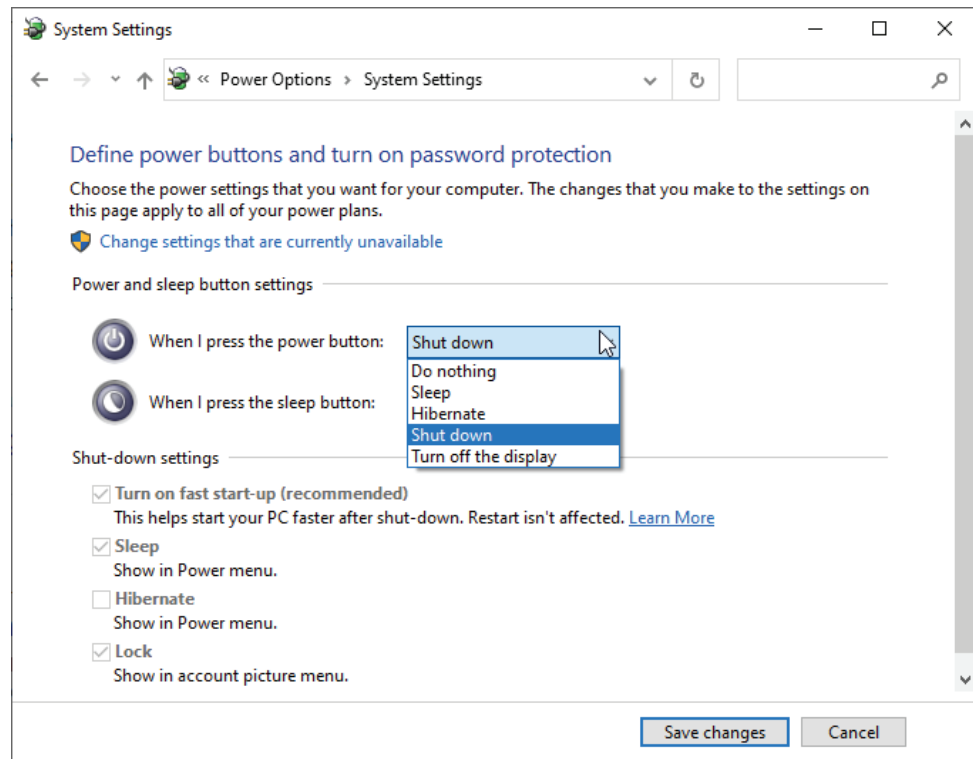 System Settings
« Power Options › System Settings
Define power buttons and turn on password protection
Choose the power settings that you want for your computer. The changes that you make to the settings on
this page apply to all of your power plans.
Change settings that are currently unavailable
Power and sleep button settings
When I press the power button: Shut down
Do nothing
Sleep
When I press the sleep button:
Hibernate
Shut down
Turn off the display
Shut-down settings
Turn on fast start-up (recommended)
This helps start your PC faster after shut-down. Restart isn't affected. Learn More
Sleep
Show in Power menu.
Hibernate
Show in Power menu.
Lock
Show in account picture menu.
Save changes Cancel